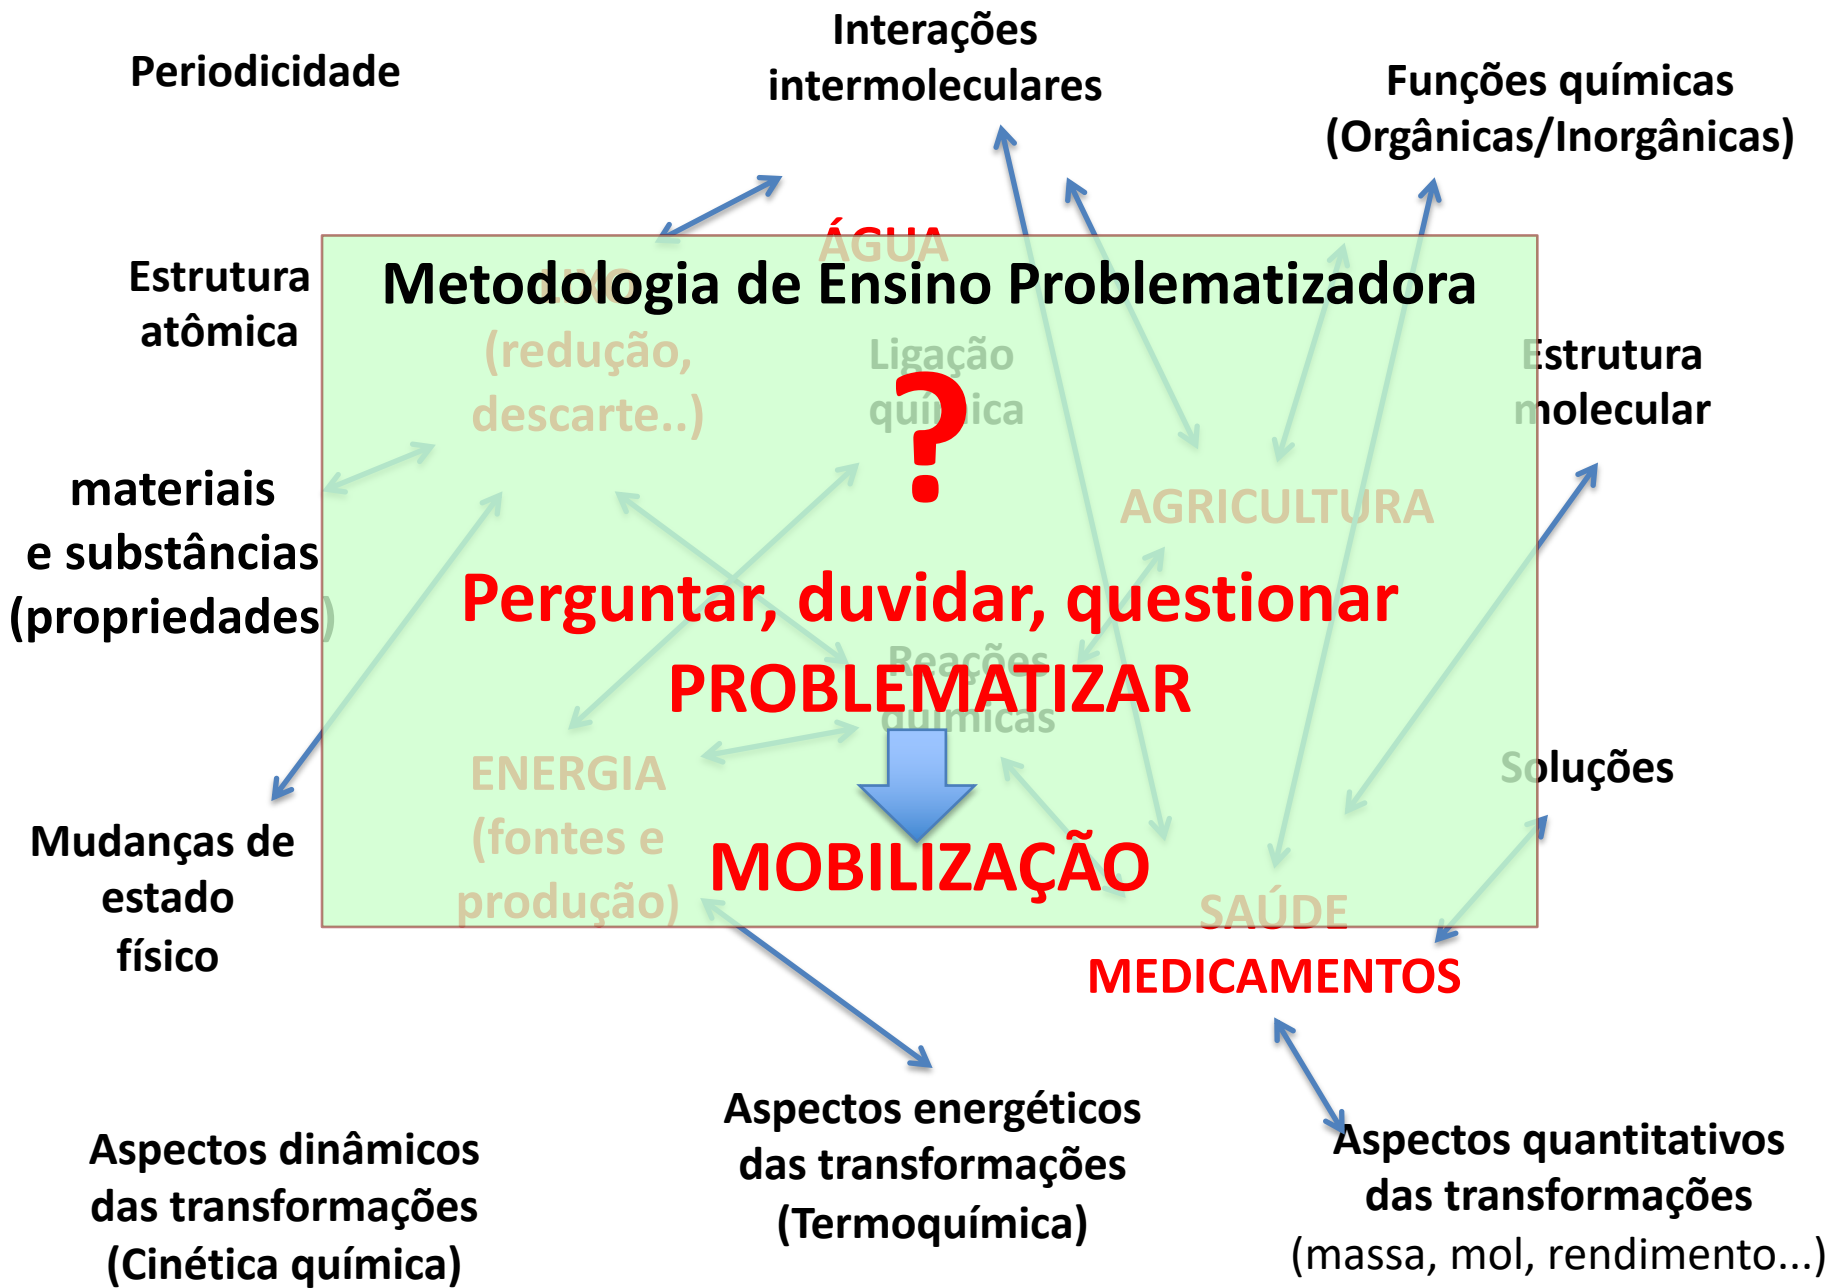 Periodicidade
Interações
intermoleculares
Funções químicas
(Orgânicas/Inorgânicas)
ÁGUA
Estrutura
atômica
Metodologia de Ensino Problematizadora
(redução,
descarte..)
Ligação
química
?
Estrutura
molecular
materiais
e substâncias
(propriedades)
AGRICULTURA
Perguntar, duvidar, questionar
Reações
químicas
PROBLEMATIZAR
ENERGIA
(fontes e
produção)
Soluções
MOBILIZAÇÃO
Mudanças de
estado
físico
SAÚDE
MEDICAMENTOS
Aspectos dinâmicos
das transformações
(Cinética química)
Aspectos energéticos
das transformações
(Termoquímica)
Aspectos quantitativos
das transformações
(massa, mol, rendimento...)